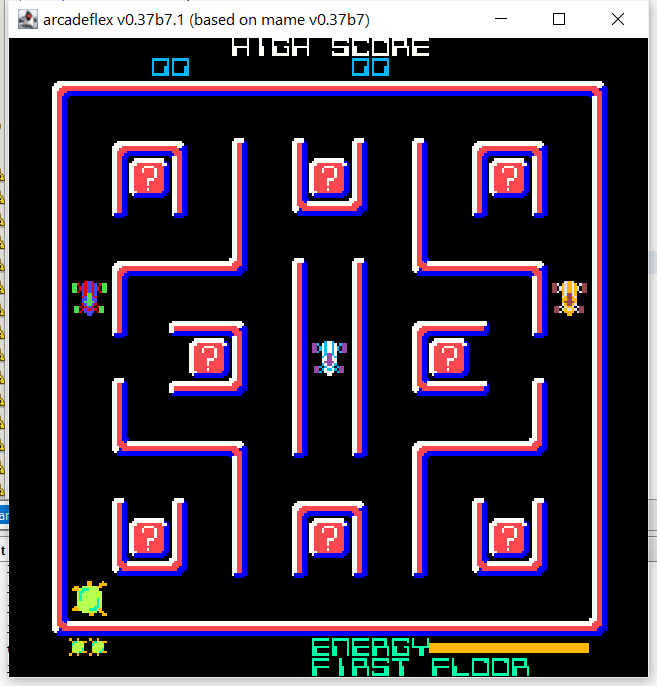 arcadeflex v0.37b7.1 (based on mame v0.37b7)
HIGH SCORE
00 00
? ? ?
? ?
? ? ?
ENERGY
FIRST FLOOR